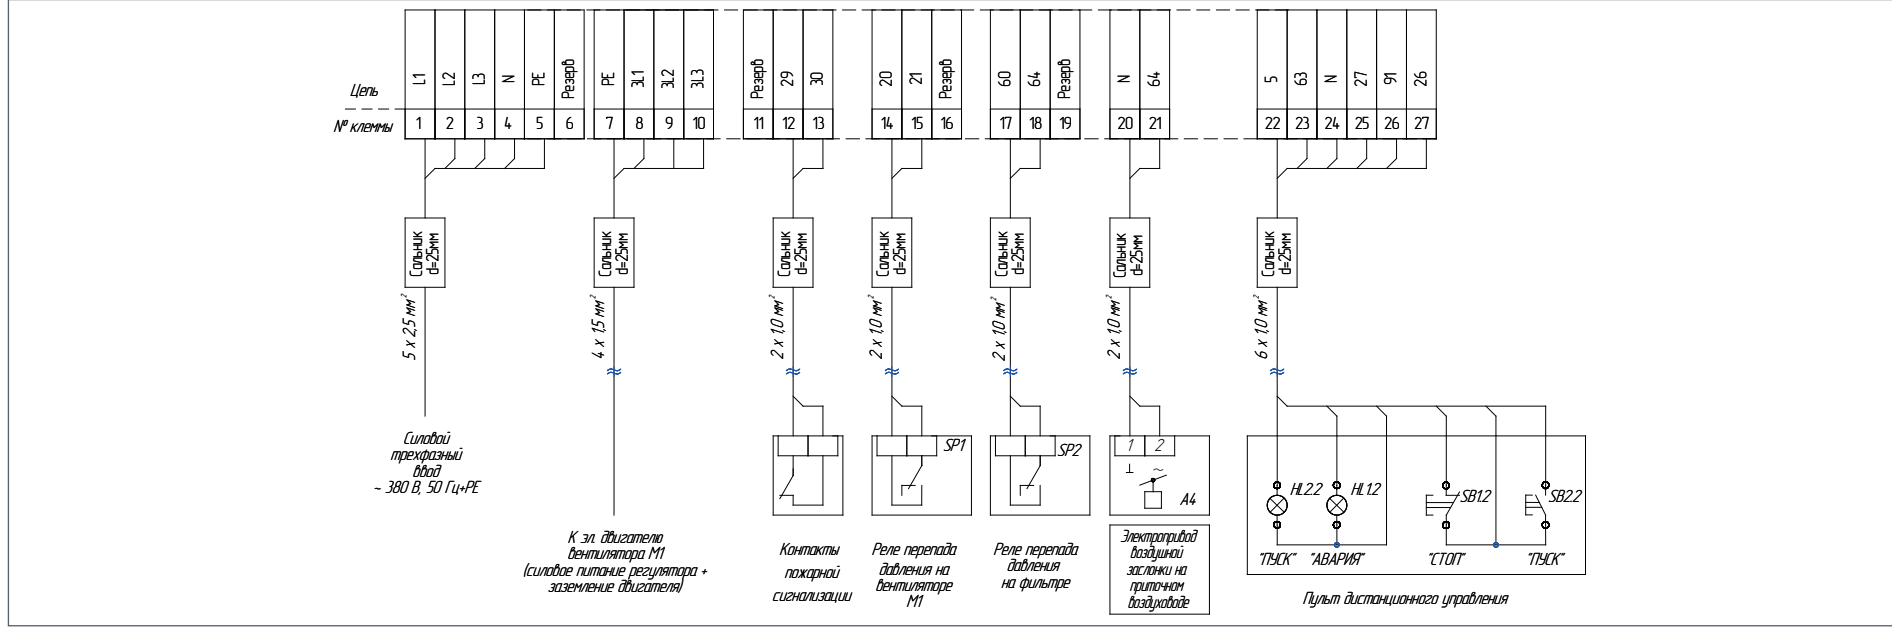 Цепь
L1 L2 L3 N PE Резерв PE 3L1 3L2 3L3 Резерв 29 30 20 21 Резерв 60 64 Резерв N 64 5 63 N 27 91 26
№ клеммы
1 2 3 4 5 6 7 8 9 10 11 12 13 14 15 16 17 18 19 20 21 22 23 24 25 26 27
Сальник
d=25мм
Сальник
d=25мм
Сальник
d=25мм
Сальник
d=25мм
Сальник
d=25мм
Сальник
d=25мм
Сальник
d=25мм
5 x 2,5 мм²
4 x 1,5 мм²
2 x 1,0 мм²
2 x 1,0 мм²
2 x 1,0 мм²
2 x 1,0 мм²
6 x 1,0 мм²
Силовой
трехфазный
ввод
~ 380 В, 50 Гц+РЕ
К эл. двигателю
вентилятора М1
(силовое питание регулятора +
заземление двигателя)
Контакты
пожарной
сигнализации
SP1
Реле перепада
давления на
вентиляторе
М1
SP2
Реле перепада
давления
на фильтре
1 2
⊥ ~
А4
Электропривод
воздушной
заслонки на
приточном
воздуховоде
HL2.2 HL1.2 SB1.2 SB2.2
"ПУСК" "АВАРИЯ" "СТОП" "ПУСК"
Пульт дистанционного управления